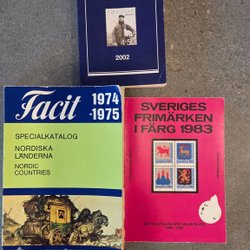 2002
Facit 1974
-1975
SPECIALKATALOG
NORDISKA
LÄNDERNA
NORDIC
COUNTRIES
SVERIGES
FRIMÄRKEN
I FÄRG 1983